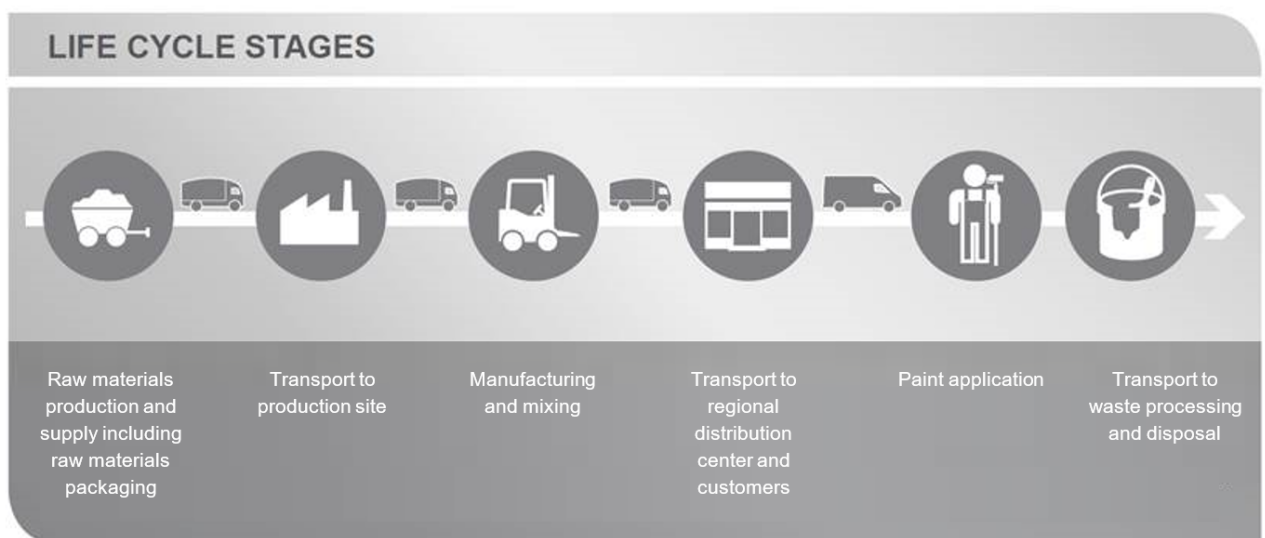 LIFE CYCLE STAGES
Raw materials
production and
supply including
raw materials
packaging
Transport to
production site
Manufacturing
and mixing
Transport to
regional
distribution
center and
customers
Paint application
Transport to
waste processing
and disposal